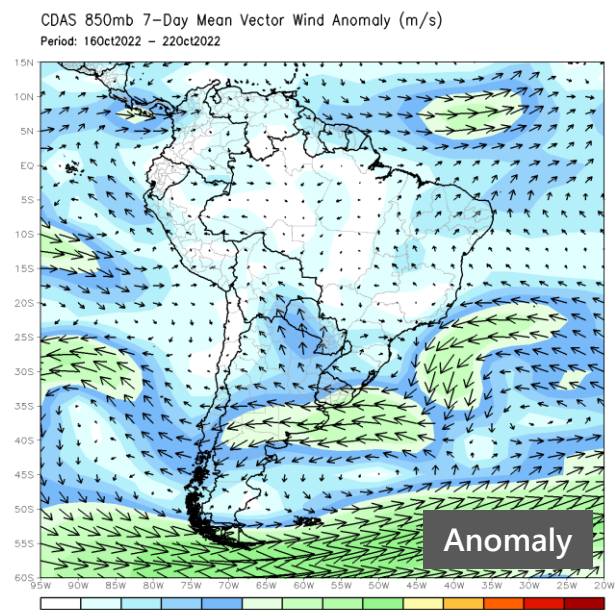 CDAS 850mb 7-Day Mean Vector Wind Anomaly (m/s)
Period: 16Oct2022 - 22Oct2022
15N
10N
5N
EQ
5S
10S
15S
20S
25S
30S
35S
40S
45S
50S
55S
60S
Anomaly
95W 90W 85W 80W 75W 70W 65W 60W 55W 50W 45W 40W 35W 30W 25W 20W